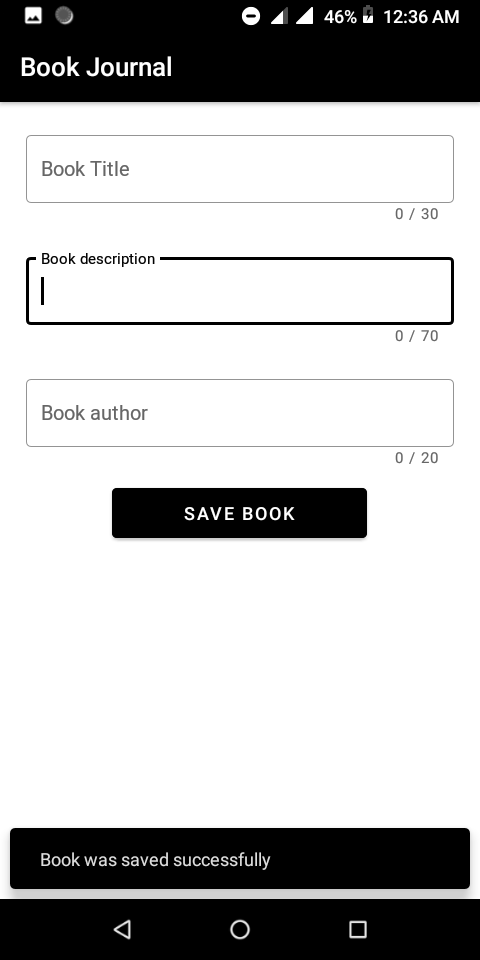 46% 12:36 AM
Book Journal
Book Title
0 / 30
Book description
0 / 70
Book author
0 / 20
SAVE BOOK
Book was saved successfully